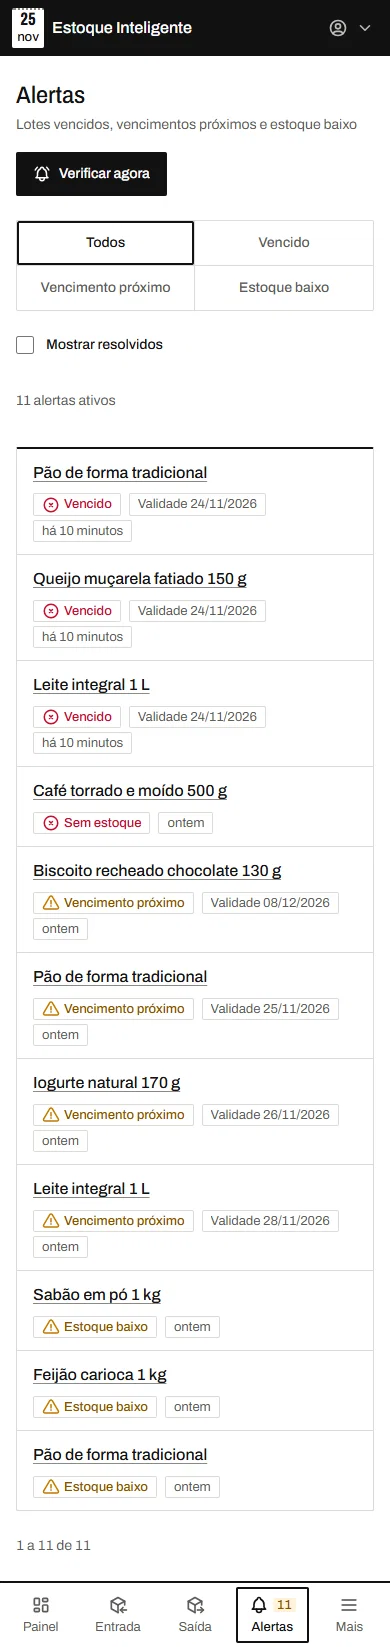 25
nov
Estoque Inteligente
Alertas
Lotes vencidos, vencimentos próximos e estoque baixo
Verificar agora
Todos
Vencido
Vencimento próximo
Estoque baixo
Mostrar resolvidos
11 alertas ativos
Pão de forma tradicional
Vencido
Validade 24/11/2026
há 10 minutos
Queijo muçarela fatiado 150 g
Vencido
Validade 24/11/2026
há 10 minutos
Leite integral 1 L
Vencido
Validade 24/11/2026
há 10 minutos
Café torrado e moído 500 g
Sem estoque
ontem
Biscoito recheado chocolate 130 g
Vencimento próximo
Validade 08/12/2026
ontem
Pão de forma tradicional
Vencimento próximo
Validade 25/11/2026
ontem
Iogurte natural 170 g
Vencimento próximo
Validade 26/11/2026
ontem
Leite integral 1 L
Vencimento próximo
Validade 28/11/2026
ontem
Sabão em pó 1 kg
Estoque baixo
ontem
Feijão carioca 1 kg
Estoque baixo
ontem
Pão de forma tradicional
Estoque baixo
ontem
1 a 11 de 11
Painel
Entrada
Saída
11
Alertas
Mais